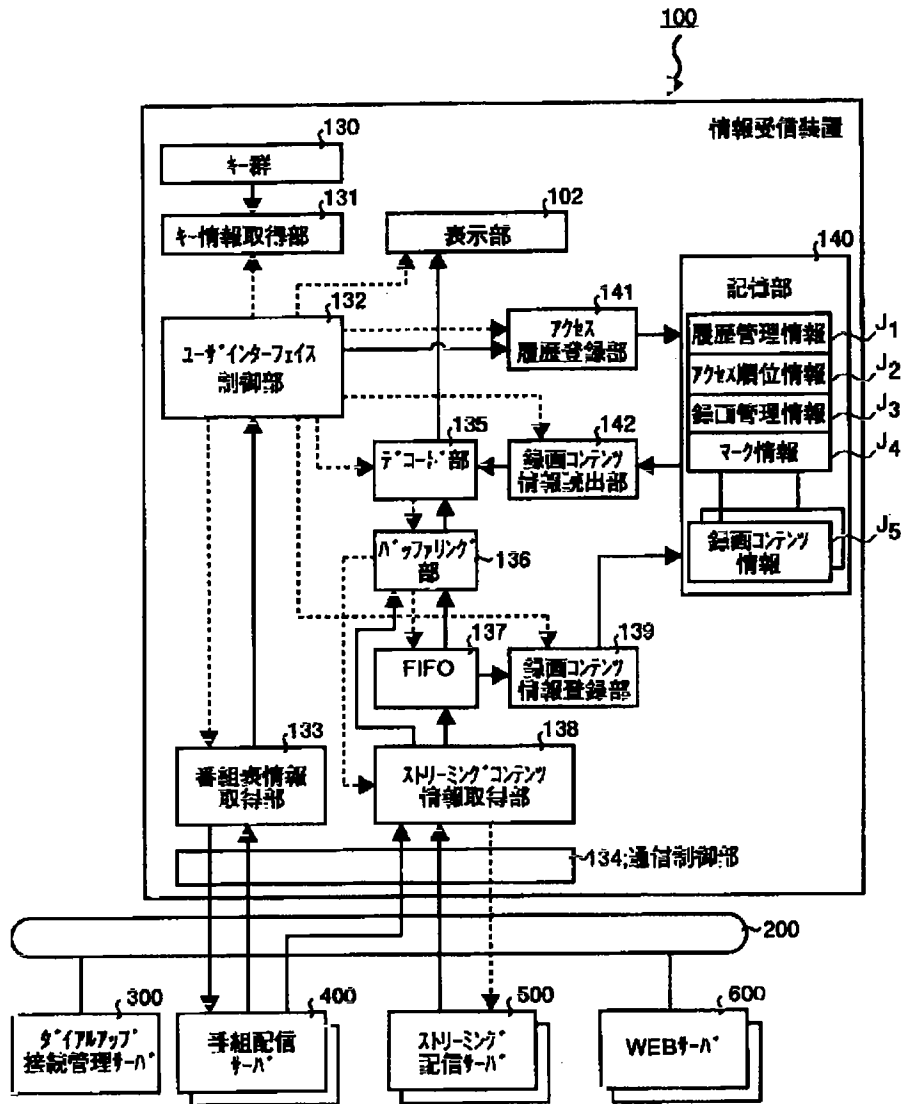 100
情報受信装置
130
キー群
131
キー情報取得部
102
表示部
140
記憶部
132
ユーザインターフェイス
制御部
141
アクセス
履歴登録部
履歴管理情報
J1
アクセス順位情報
J2
録画管理情報
J3
マーク情報
J4
135
デコード部
142
録画コンテンツ
情報読出部
録画コンテンツ
情報
J5
バッファリング
部
136
137
FIFO
139
録画コンテンツ
情報登録部
133
番組表情報
取得部
138
ストリーミングコンテンツ
情報取得部
134;通信制御部
200
300
ダイアルアップ
接続管理サーバ
400
番組配信
サーバ
500
ストリーミング
配信サーバ
600
WEBサーバ